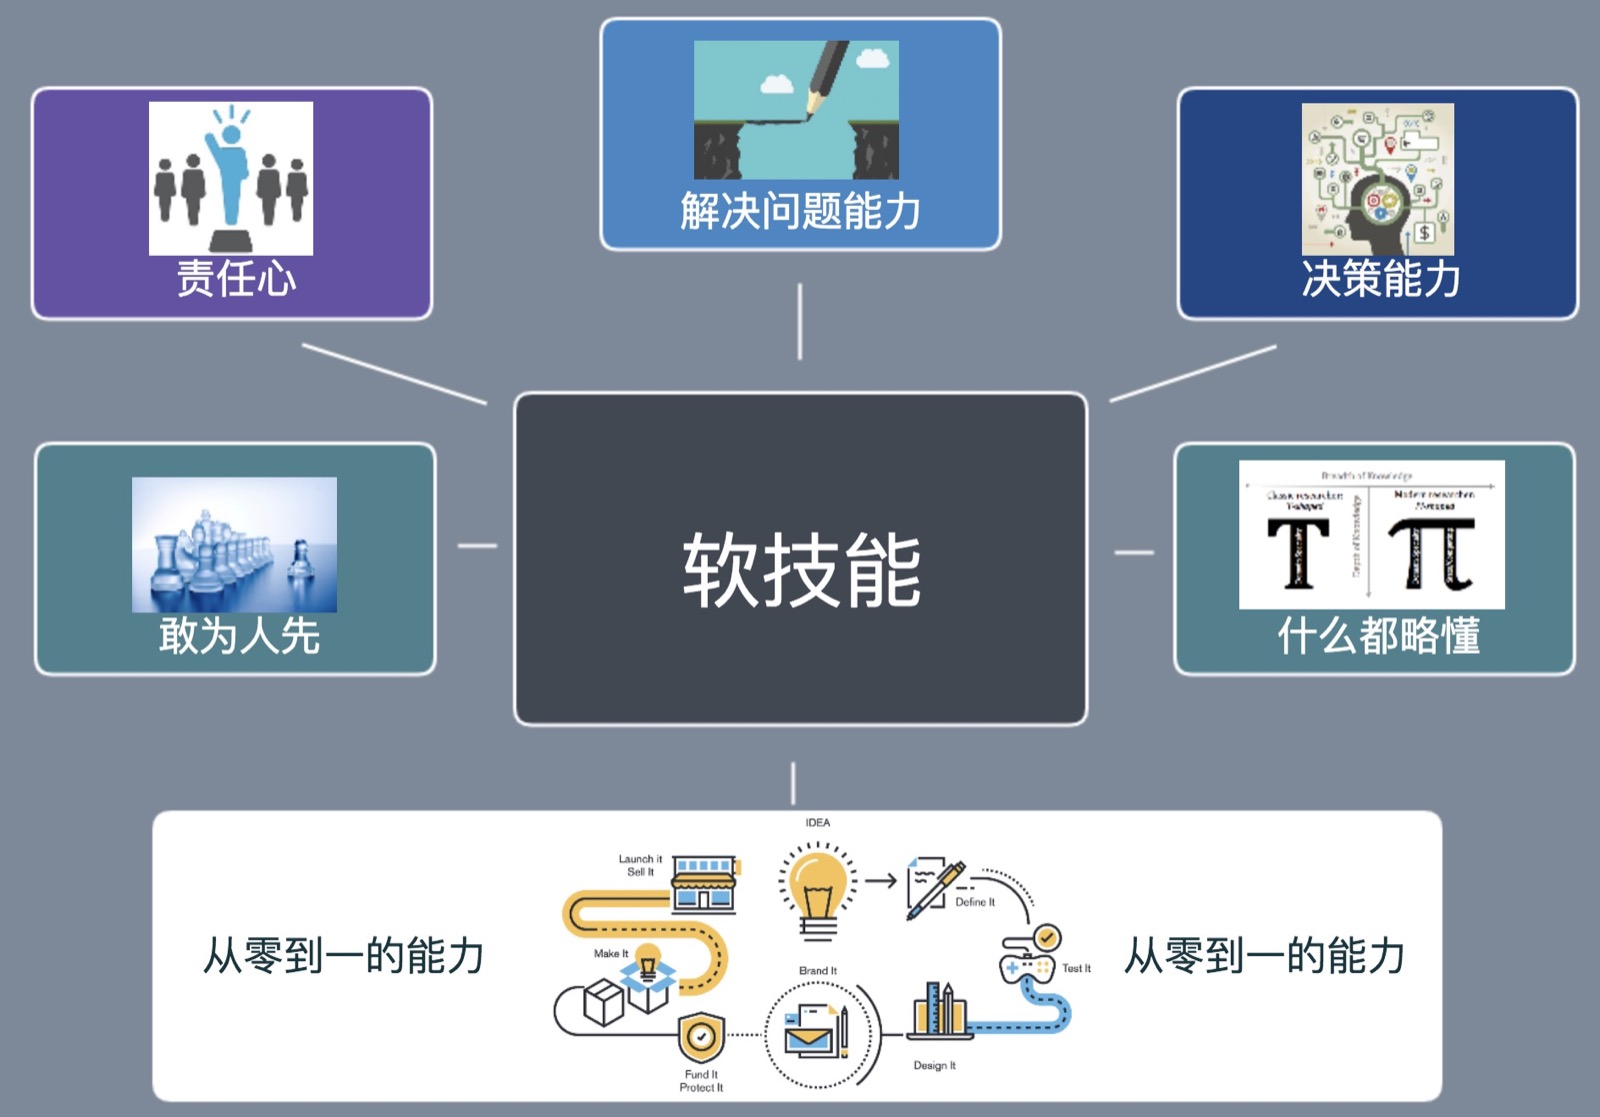 解决问题能力
责任心
决策能力
软技能
敢为人先
Breadth of Knowledge
Classic researcher:
T-shaped
Modern researcher:
Depth of Knowledge
什么都略懂
IDEA
Launch it
Sell It
Define It
从零到一的能力
Make It
Brand It
Test It
从零到一的能力
Design It
Fund It
Protect It